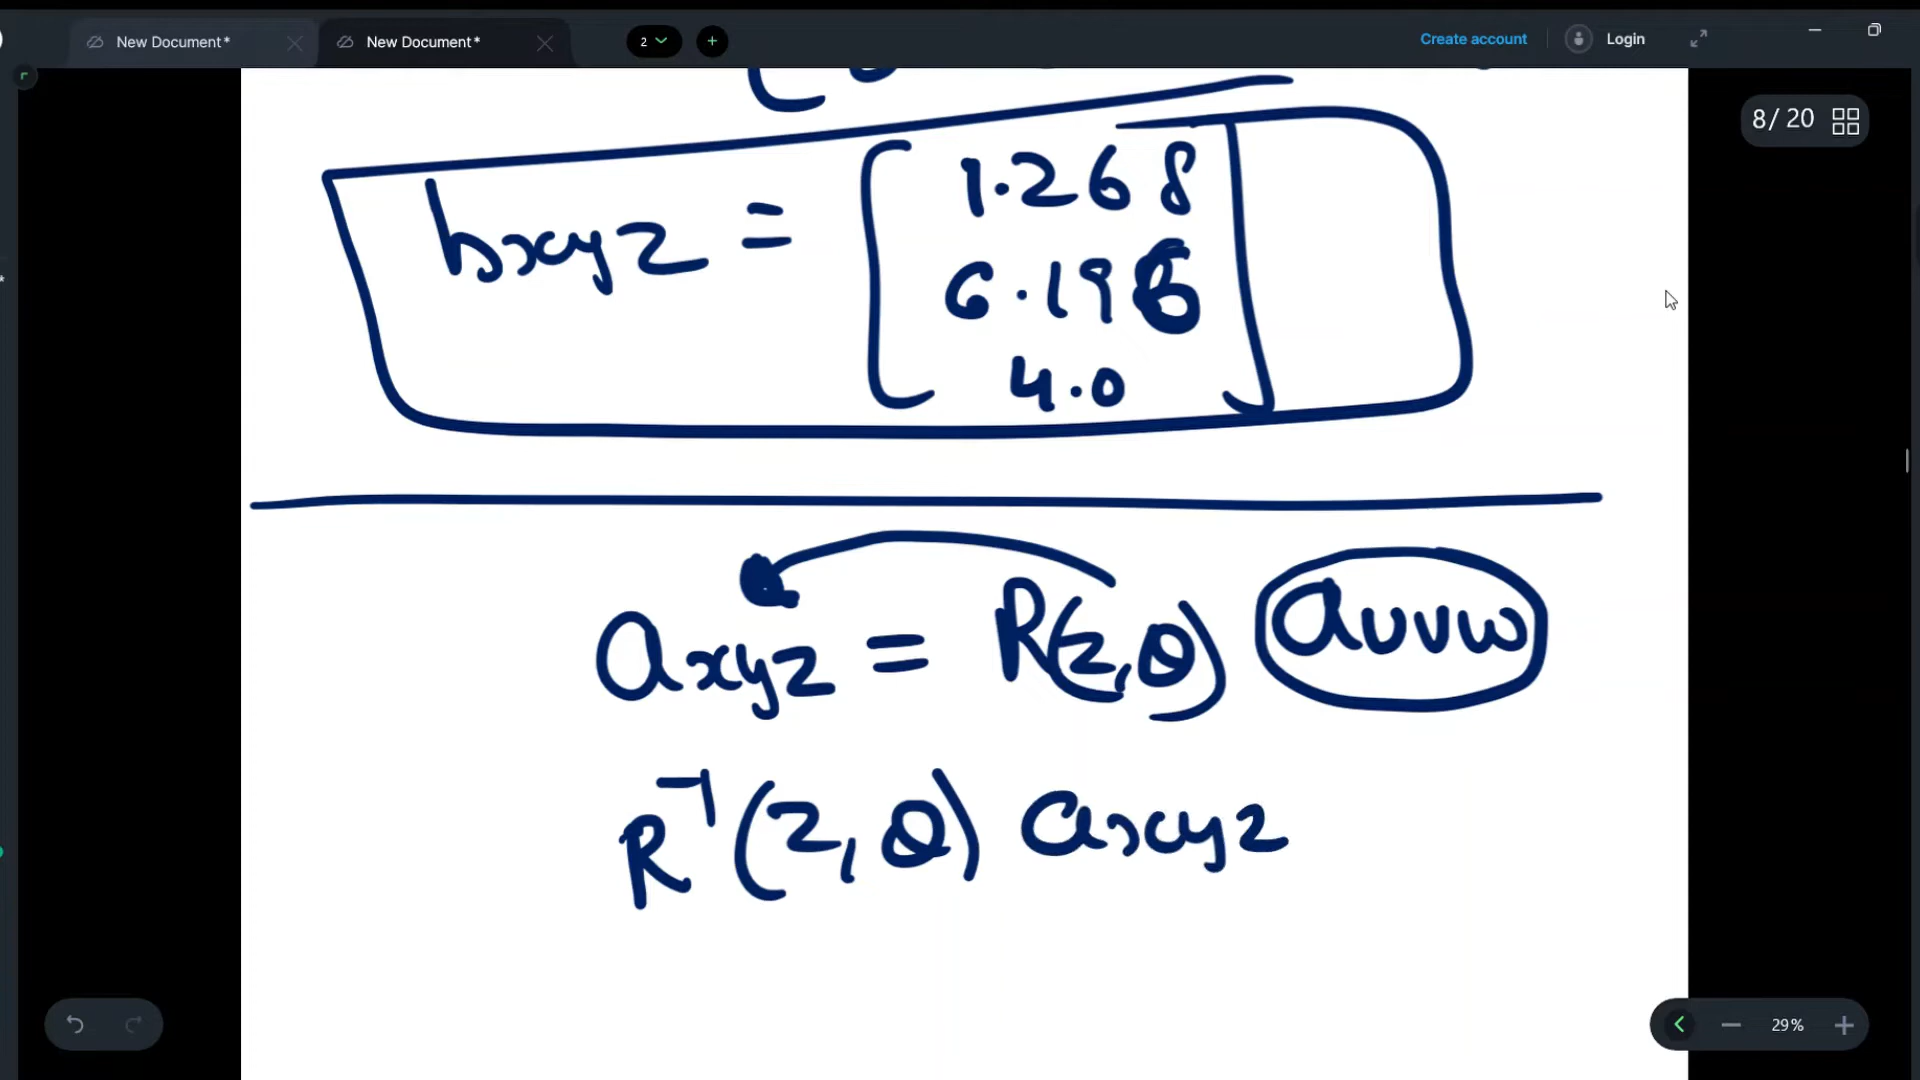 New Document*
New Document*
2
Create account
Login
8/ 20
bxyz = [ 1.268
6.196
4.0 ]
axyz = R(z,θ) auvw
R⁻¹(z,θ) axyz
29%